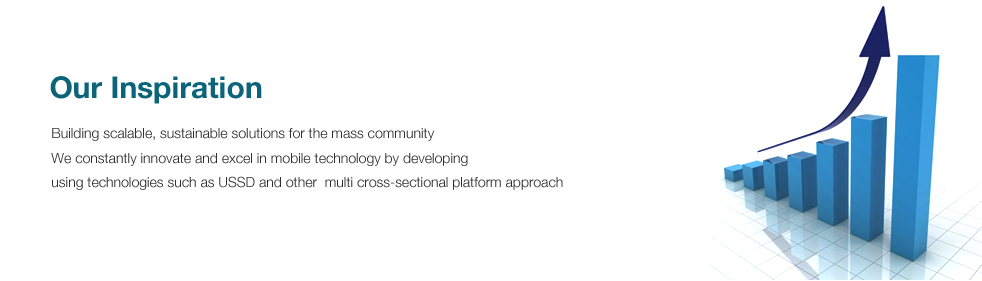 Our Inspiration
Building scalable, sustainable solutions for the mass community
We constantly innovate and excel in mobile technology by developing
using technologies such as USSD and other  multi cross-sectional platform approach